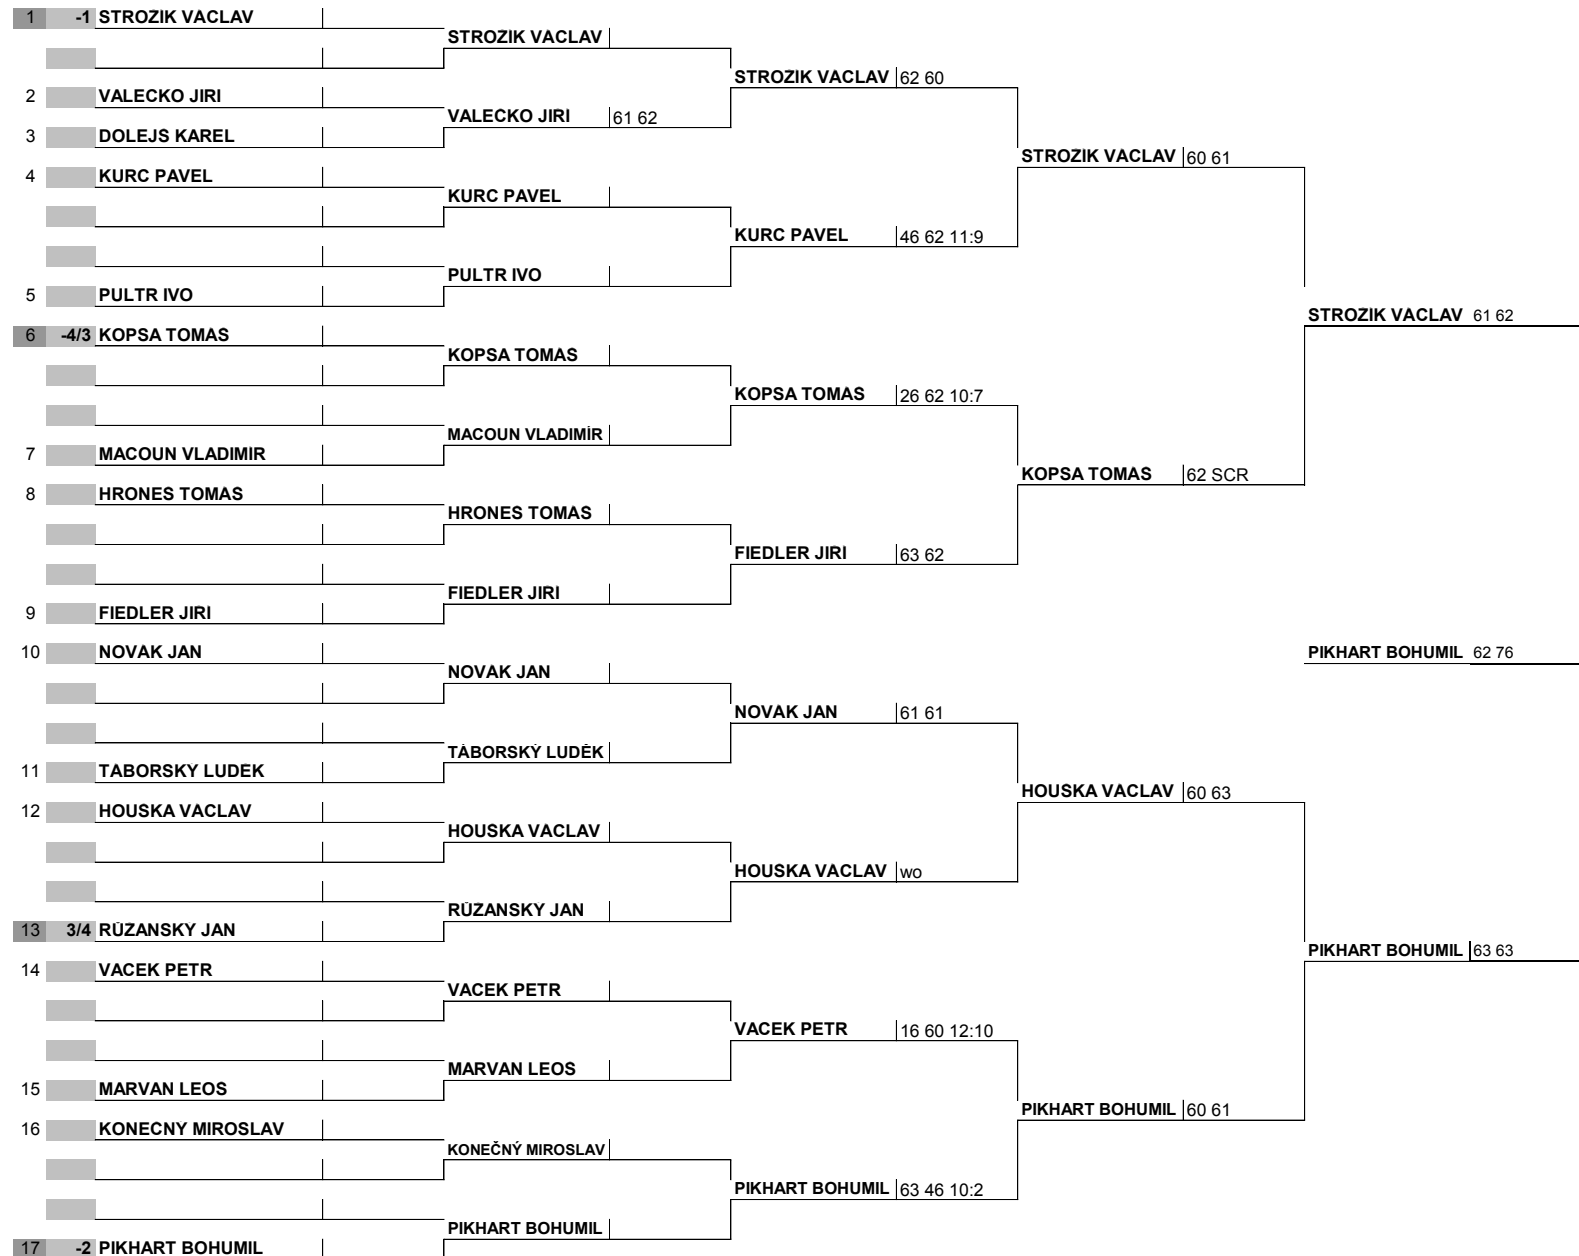 1 -1 STROZIK VACLAV
STROZIK VACLAV
STROZIK VACLAV 62 60
2 VALECKO JIRI
VALECKO JIRI 61 62
3 DOLEJS KAREL
STROZIK VACLAV 60 61
4 KURC PAVEL
KURC PAVEL
KURC PAVEL 46 62 11:9
PULTR IVO
5 PULTR IVO
STROZIK VACLAV 61 62
6 -4/3 KOPSA TOMAS
KOPSA TOMAS
KOPSA TOMAS 26 62 10:7
MACOUN VLADIMÍR
7 MACOUN VLADIMIR
KOPSA TOMAS 62 SCR
8 HRONES TOMAS
HRONES TOMAS
FIEDLER JIRI 63 62
FIEDLER JIRI
9 FIEDLER JIRI
10 NOVAK JAN
PIKHART BOHUMIL 62 76
NOVAK JAN
NOVAK JAN 61 61
TÁBORSKÝ LUDĚK
11 TABORSKY LUDEK
HOUSKA VACLAV 60 63
12 HOUSKA VACLAV
HOUSKA VACLAV
HOUSKA VACLAV wo
RŮZANSKY JAN
13 3/4 RŮZANSKY JAN
PIKHART BOHUMIL 63 63
14 VACEK PETR
VACEK PETR
VACEK PETR 16 60 12:10
MARVAN LEOS
15 MARVAN LEOS
PIKHART BOHUMIL 60 61
16 KONECNY MIROSLAV
KONEČNÝ MIROSLAV
PIKHART BOHUMIL 63 46 10:2
PIKHART BOHUMIL
17 -2 PIKHART BOHUMIL